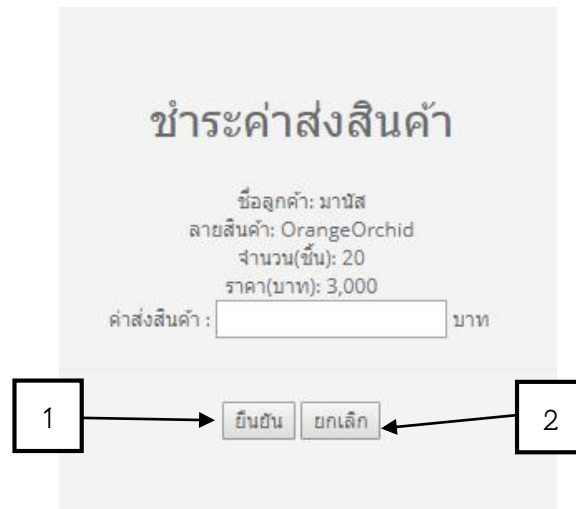 ชำระค่าส่งสินค้า
ชื่อลูกค้า: มานัส
ลายสินค้า: OrangeOrchid
จำนวน(ชิ้น): 20
ราคา(บาท): 3,000
ค่าส่งสินค้า : บาท
1 ยืนยัน ยกเลิก 2